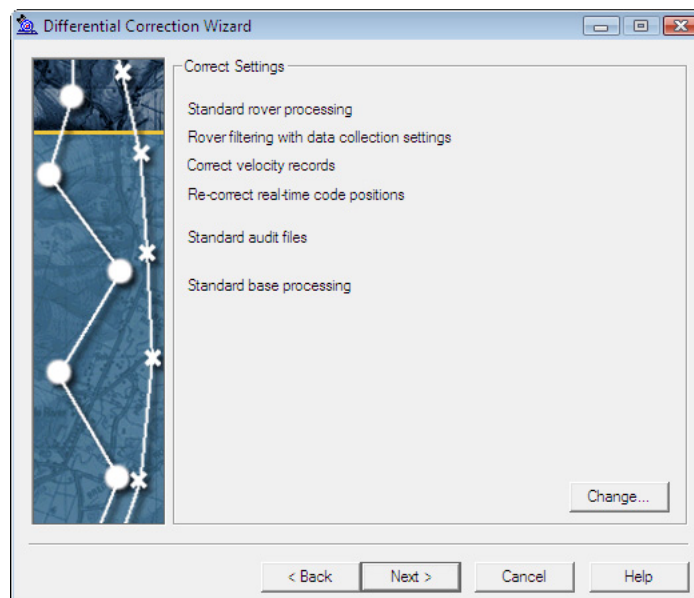 Differential Correction Wizard
Correct Settings
Standard rover processing
Rover filtering with data collection settings
Correct velocity records
Re-correct real-time code positions
Standard audit files
Standard base processing
Change...
< Back
Next >
Cancel
Help